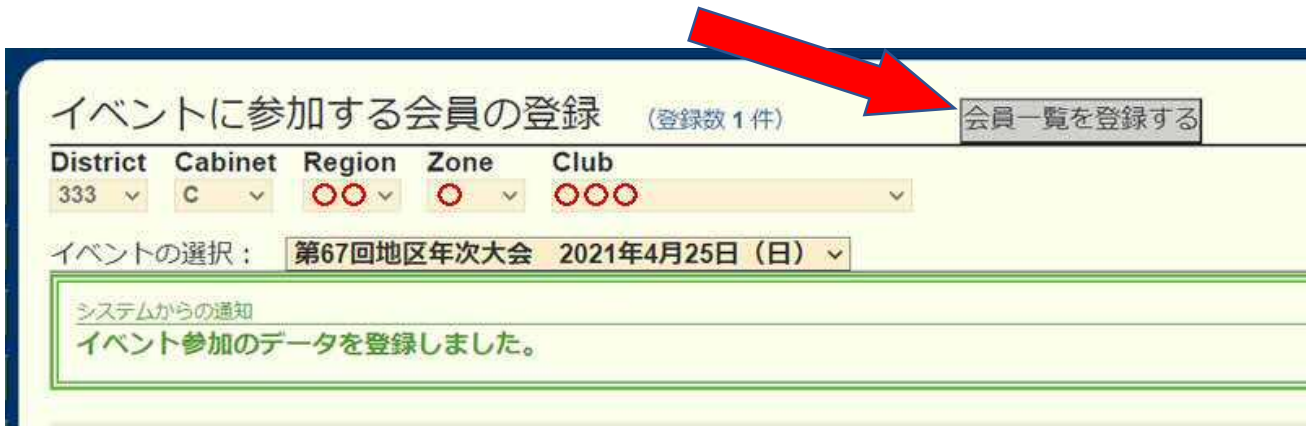 イベントに参加する会員の登録 (登録数 1 件) 会員一覧を登録する
District Cabinet Region Zone Club
333 C 〇〇 〇 〇〇〇
イベントの選択： 第67回地区年次大会 2021年4月25日（日）
システムからの通知
イベント参加のデータを登録しました。